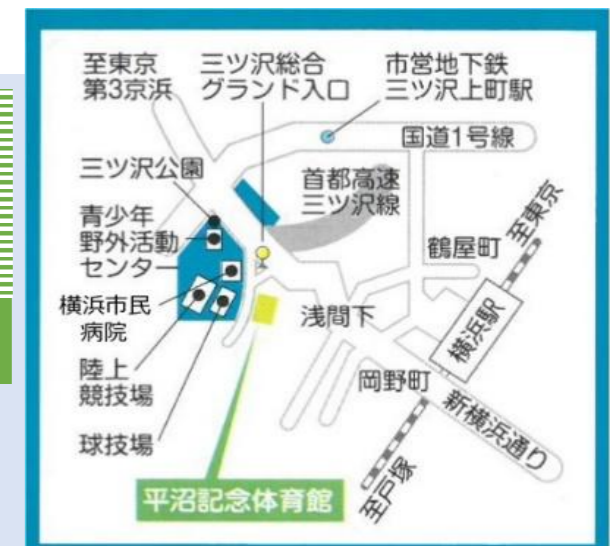 至東京
第3京浜
三ツ沢総合
グランド入口
市営地下鉄
三ツ沢上町駅
国道1号線
三ツ沢公園
首都高速
三ツ沢線
至東京
青少年
野外活動
センター
鶴屋町
横浜市民
病院
浅間下
横浜駅
陸上
競技場
岡野町
新横浜通り
球技場
至戸塚
平沼記念体育館